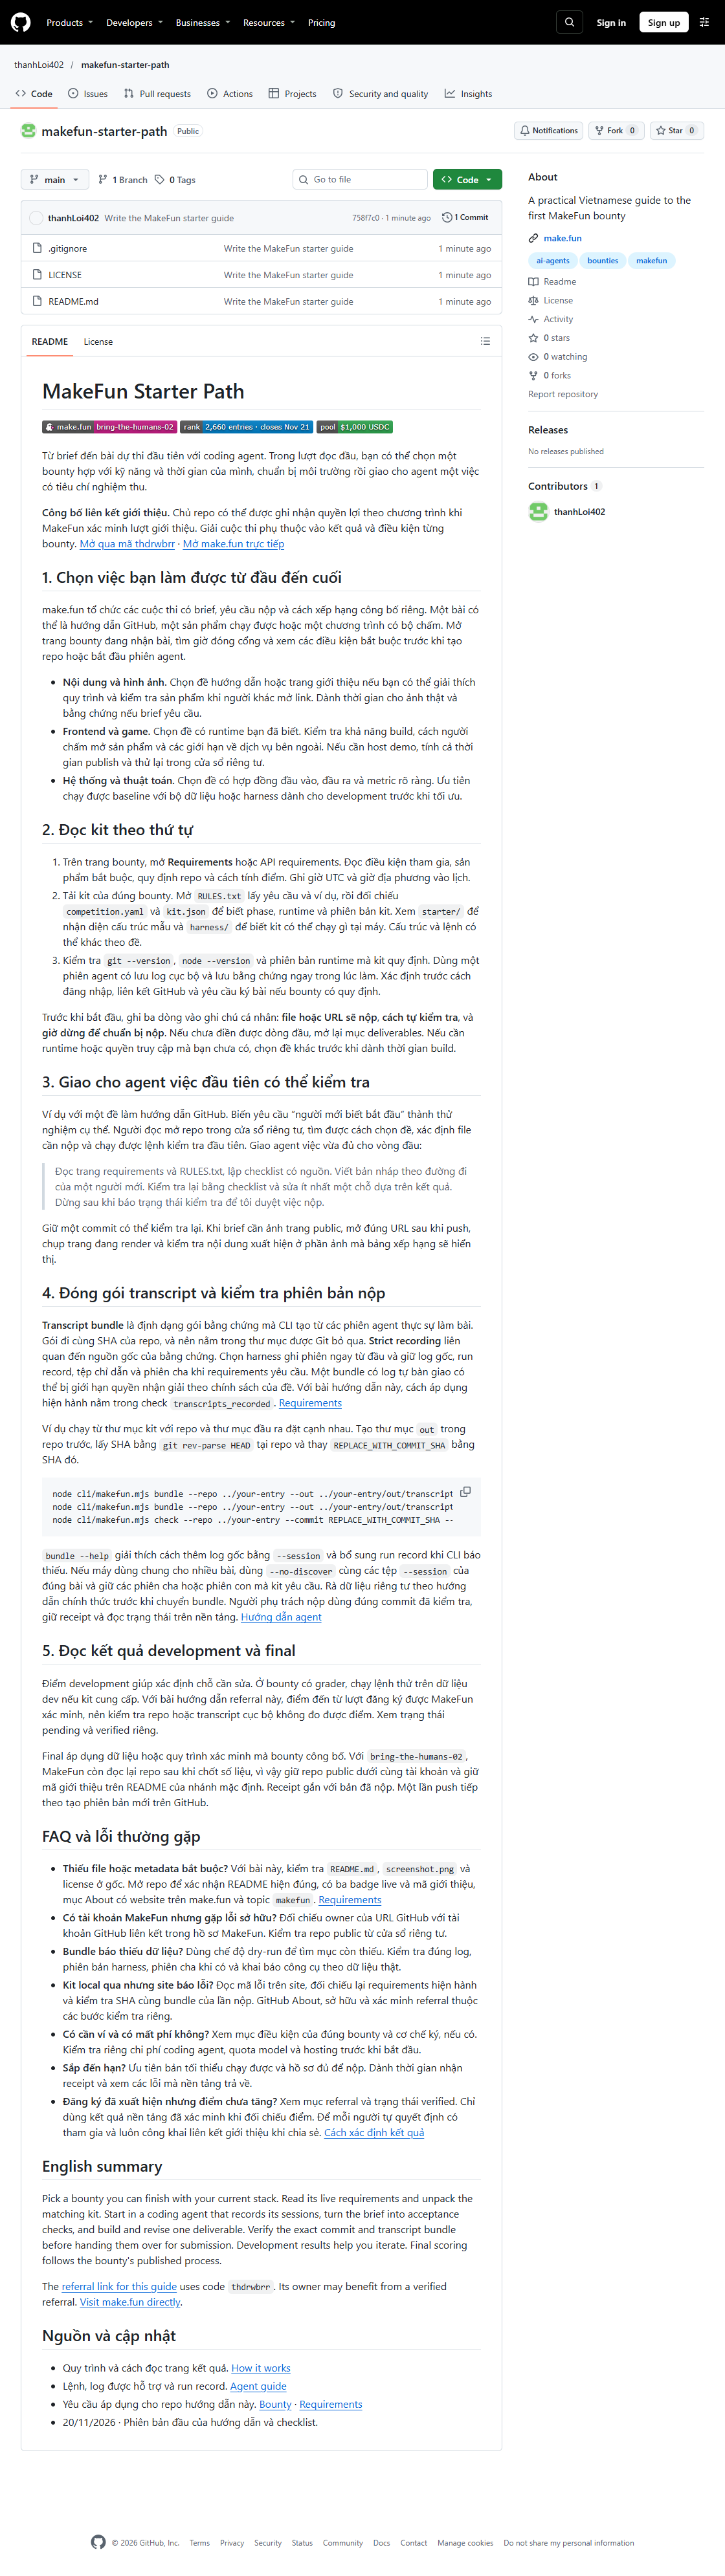 Products Developers Businesses Resources Pricing Sign in Sign up
thanhLoi402 / makefun-starter-path
Code Issues Pull requests Actions Projects Security and quality Insights
makefun-starter-path Public Notifications Fork 0 Star 0
main 1 Branch 0 Tags Go to file Code
thanhLoi402 Write the MakeFun starter guide 758f7c0 · 1 minute ago 1 Commit
.gitignore Write the MakeFun starter guide 1 minute ago
LICENSE Write the MakeFun starter guide 1 minute ago
README.md Write the MakeFun starter guide 1 minute ago
About
A practical Vietnamese guide to the
first MakeFun bounty
make.fun
ai-agents bounties makefun
Readme
License
Activity
0 stars
0 watching
0 forks
Report repository
Releases
No releases published
Contributors 1
thanhLoi402
README License
MakeFun Starter Path
make.fun bring-the-humans-02 rank 2,660 entries · closes Nov 21 pool $1,000 USDC
Từ brief đến bài dự thi đầu tiên với coding agent. Trong lượt đọc đầu, bạn có thể chọn một
bounty hợp với kỹ năng và thời gian của mình, chuẩn bị môi trường rồi giao cho agent một việc
có tiêu chí nghiệm thu.
Công bố liên kết giới thiệu. Chủ repo có thể được ghi nhận quyền lợi theo chương trình khi
MakeFun xác minh lượt giới thiệu. Giải cuộc thi phụ thuộc vào kết quả và điều kiện từng
bounty. Mở qua mã thdrwbrr · Mở make.fun trực tiếp
1. Chọn việc bạn làm được từ đầu đến cuối
make.fun tổ chức các cuộc thi có brief, yêu cầu nộp và cách xếp hạng công bố riêng. Một bài có
thể là hướng dẫn GitHub, một sản phẩm chạy được hoặc một chương trình có bộ chấm. Mở
trang bounty đang nhận bài, tìm giờ đóng cổng và xem các điều kiện bắt buộc trước khi tạo
repo hoặc bắt đầu phiên agent.
Nội dung và hình ảnh. Chọn đề hướng dẫn hoặc trang giới thiệu nếu bạn có thể giải thích
quy trình và kiểm tra sản phẩm khi người khác mở link. Dành thời gian cho ảnh thật và
bằng chứng nếu brief yêu cầu.
Frontend và game. Chọn đề có runtime bạn đã biết. Kiểm tra khả năng build, cách người
chấm mở sản phẩm và các giới hạn về dịch vụ bên ngoài. Nếu cần host demo, tính cả thời
gian publish và thử lại trong cửa sổ riêng tư.
Hệ thống và thuật toán. Chọn đề có hợp đồng đầu vào, đầu ra và metric rõ ràng. Ưu tiên
chạy được baseline với bộ dữ liệu hoặc harness dành cho development trước khi tối ưu.
2. Đọc kit theo thứ tự
1. Trên trang bounty, mở Requirements hoặc API requirements. Đọc điều kiện tham gia, sản
phẩm bắt buộc, quy định repo và cách tính điểm. Ghi giờ UTC và giờ địa phương vào lịch.
2. Tải kit của đúng bounty. Mở RULES.txt lấy yêu cầu và ví dụ, rồi đối chiếu
competition.yaml và kit.json để biết phase, runtime và phiên bản kit. Xem starter/ để
nhận diện cấu trúc mẫu và harness/ để biết kit có thể chạy gì tại máy. Cấu trúc và lệnh có
thể khác theo đề.
3. Kiểm tra git --version , node --version và phiên bản runtime mà kit quy định. Dùng một
phiên agent có lưu log cục bộ và lưu bằng chứng ngay trong lúc làm. Xác định trước cách
đăng nhập, liên kết GitHub và yêu cầu ký bài nếu bounty có quy định.
Trước khi bắt đầu, ghi ba dòng vào ghi chú cá nhân: file hoặc URL sẽ nộp, cách tự kiểm tra, và
giờ dừng để chuẩn bị nộp. Nếu chưa điền được dòng đầu, mở lại mục deliverables. Nếu cần
runtime hoặc quyền truy cập mà bạn chưa có, chọn đề khác trước khi dành thời gian build.
3. Giao cho agent việc đầu tiên có thể kiểm tra
Ví dụ với một đề làm hướng dẫn GitHub. Biến yêu cầu “người mới biết bắt đầu” thành thử
nghiệm cụ thể. Người đọc mở repo trong cửa sổ riêng tư, tìm được cách chọn đề, xác định file
cần nộp và chạy được lệnh kiểm tra đầu tiên. Giao agent việc vừa đủ cho vòng đầu:
Đọc trang requirements và RULES.txt, lập checklist có nguồn. Viết bản nháp theo đường đi
của một người mới. Kiểm tra lại bằng checklist và sửa ít nhất một chỗ dựa trên kết quả.
Dừng sau khi báo trạng thái kiểm tra để tôi duyệt việc nộp.
Giữ một commit có thể kiểm tra lại. Khi brief cần ảnh trang public, mở đúng URL sau khi push,
chụp trang đang render và kiểm tra nội dung xuất hiện ở phần ảnh mà bảng xếp hạng sẽ hiển
thị.
4. Đóng gói transcript và kiểm tra phiên bản nộp
Transcript bundle là định dạng gói bằng chứng mà CLI tạo từ các phiên agent thực sự làm bài.
Gói đi cùng SHA của repo, và nên nằm trong thư mục được Git bỏ qua. Strict recording liên
quan đến nguồn gốc của bằng chứng. Chọn harness ghi phiên ngay từ đầu và giữ log gốc, run
record, tệp chỉ dẫn và phiên cha khi requirements yêu cầu. Một bundle có log tự bàn giao có
thể bị giới hạn quyền nhận giải theo chính sách của đề. Với bài hướng dẫn này, cách áp dụng
hiện hành nằm trong check transcripts_recorded . Requirements
Ví dụ chạy từ thư mục kit với repo và thư mục đầu ra đặt cạnh nhau. Tạo thư mục out trong
repo trước, lấy SHA bằng git rev-parse HEAD tại repo và thay REPLACE_WITH_COMMIT_SHA bằng
SHA đó.
node cli/makefun.mjs bundle --repo ../your-entry --out ../your-entry/out/transcript
node cli/makefun.mjs bundle --repo ../your-entry --out ../your-entry/out/transcript
node cli/makefun.mjs check --repo ../your-entry --commit REPLACE_WITH_COMMIT_SHA --
bundle --help giải thích cách thêm log gốc bằng --session và bổ sung run record khi CLI báo
thiếu. Nếu máy dùng chung cho nhiều bài, dùng --no-discover cùng các tệp --session của
đúng bài và giữ các phiên cha hoặc phiên con mà kit yêu cầu. Rà dữ liệu riêng tư theo hướng
dẫn chính thức trước khi chuyển bundle. Người phụ trách nộp dùng đúng commit đã kiểm tra,
giữ receipt và đọc trạng thái trên nền tảng. Hướng dẫn agent
5. Đọc kết quả development và final
Điểm development giúp xác định chỗ cần sửa. Ở bounty có grader, chạy lệnh thử trên dữ liệu
dev nếu kit cung cấp. Với bài hướng dẫn referral này, điểm đến từ lượt đăng ký được MakeFun
xác minh, nên kiểm tra repo hoặc transcript cục bộ không đo được điểm. Xem trạng thái
pending và verified riêng.
Final áp dụng dữ liệu hoặc quy trình xác minh mà bounty công bố. Với bring-the-humans-02 ,
MakeFun còn đọc lại repo sau khi chốt số liệu, vì vậy giữ repo public dưới cùng tài khoản và giữ
mã giới thiệu trên README của nhánh mặc định. Receipt gắn với bản đã nộp. Một lần push tiếp
theo tạo phiên bản mới trên GitHub.
FAQ và lỗi thường gặp
Thiếu file hoặc metadata bắt buộc? Với bài này, kiểm tra README.md , screenshot.png và
license ở gốc. Mở repo để xác nhận README hiện đúng, có ba badge live và mã giới thiệu,
mục About có website trên make.fun và topic makefun . Requirements
Có tài khoản MakeFun nhưng gặp lỗi sở hữu? Đối chiếu owner của URL GitHub với tài
khoản GitHub liên kết trong hồ sơ MakeFun. Kiểm tra repo public từ cửa sổ riêng tư.
Bundle báo thiếu dữ liệu? Dùng chế độ dry-run để tìm mục còn thiếu. Kiểm tra đúng log,
phiên bản harness, phiên cha khi có và khai báo công cụ theo dữ liệu thật.
Kit local qua nhưng site báo lỗi? Đọc mã lỗi trên site, đối chiếu lại requirements hiện hành
và kiểm tra SHA cùng bundle của lần nộp. GitHub About, sở hữu và xác minh referral thuộc
các bước kiểm tra riêng.
Có cần ví và có mất phí không? Xem mục điều kiện của đúng bounty và cơ chế ký, nếu có.
Kiểm tra riêng chi phí coding agent, quota model và hosting trước khi bắt đầu.
Sắp đến hạn? Ưu tiên bản tối thiểu chạy được và hồ sơ đủ để nộp. Dành thời gian nhận
receipt và xem các lỗi mà nền tảng trả về.
Đăng ký đã xuất hiện nhưng điểm chưa tăng? Xem mục referral và trạng thái verified. Chỉ
dùng kết quả nền tảng đã xác minh khi đối chiếu điểm. Để mỗi người tự quyết định có
tham gia và luôn công khai liên kết giới thiệu khi chia sẻ. Cách xác định kết quả
English summary
Pick a bounty you can finish with your current stack. Read its live requirements and unpack the
matching kit. Start in a coding agent that records its sessions, turn the brief into acceptance
checks, and build and revise one deliverable. Verify the exact commit and transcript bundle
before handing them over for submission. Development results help you iterate. Final scoring
follows the bounty's published process.
The referral link for this guide uses code thdrwbrr . Its owner may benefit from a verified
referral. Visit make.fun directly.
Nguồn và cập nhật
Quy trình và cách đọc trang kết quả. How it works
Lệnh, log được hỗ trợ và run record. Agent guide
Yêu cầu áp dụng cho repo hướng dẫn này. Bounty · Requirements
20/11/2026 · Phiên bản đầu của hướng dẫn và checklist.
© 2026 GitHub, Inc. Terms Privacy Security Status Community Docs Contact Manage cookies Do not share my personal information